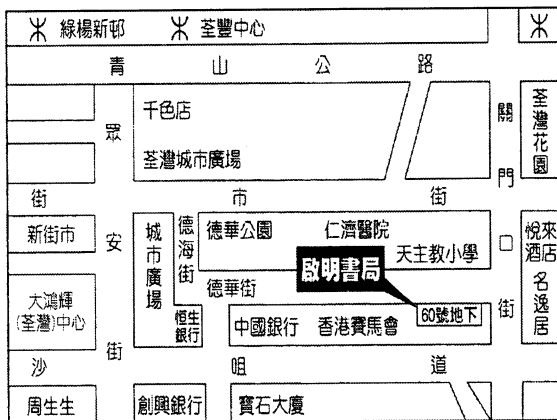 綠楊新邨 荃豐中心
青山公路
千色店
荃灣城市廣場
眾安街
關門口街
荃灣花園
街市街
新街市
城市廣場
德海街
德華公園 仁濟醫院
天主教小學
悅來酒店
名逸居
啟明書局
德華街
大鴻輝
(荃灣)中心
恒生銀行
中國銀行 香港賽馬會
60號地下
沙咀道
周生生
創興銀行
寶石大廈